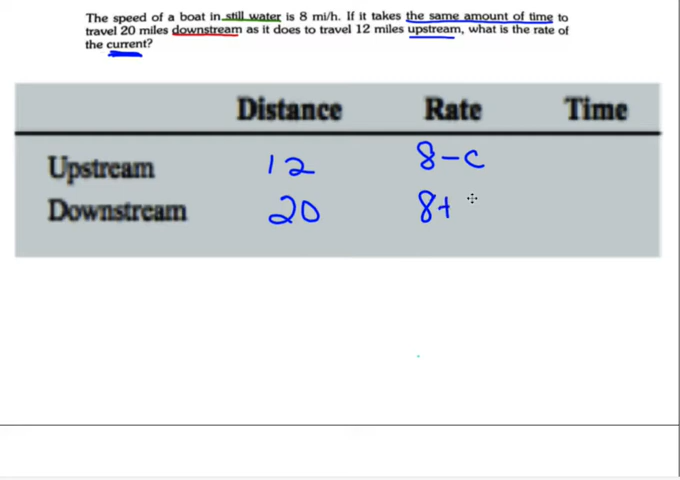 The speed of a boat in still water is 8 mi/h. If it takes the same amount of time to
travel 20 miles downstream as it does to travel 12 miles upstream, what is the rate of
the current?
Distance Rate Time
Upstream 12 8-c
Downstream 20 8+